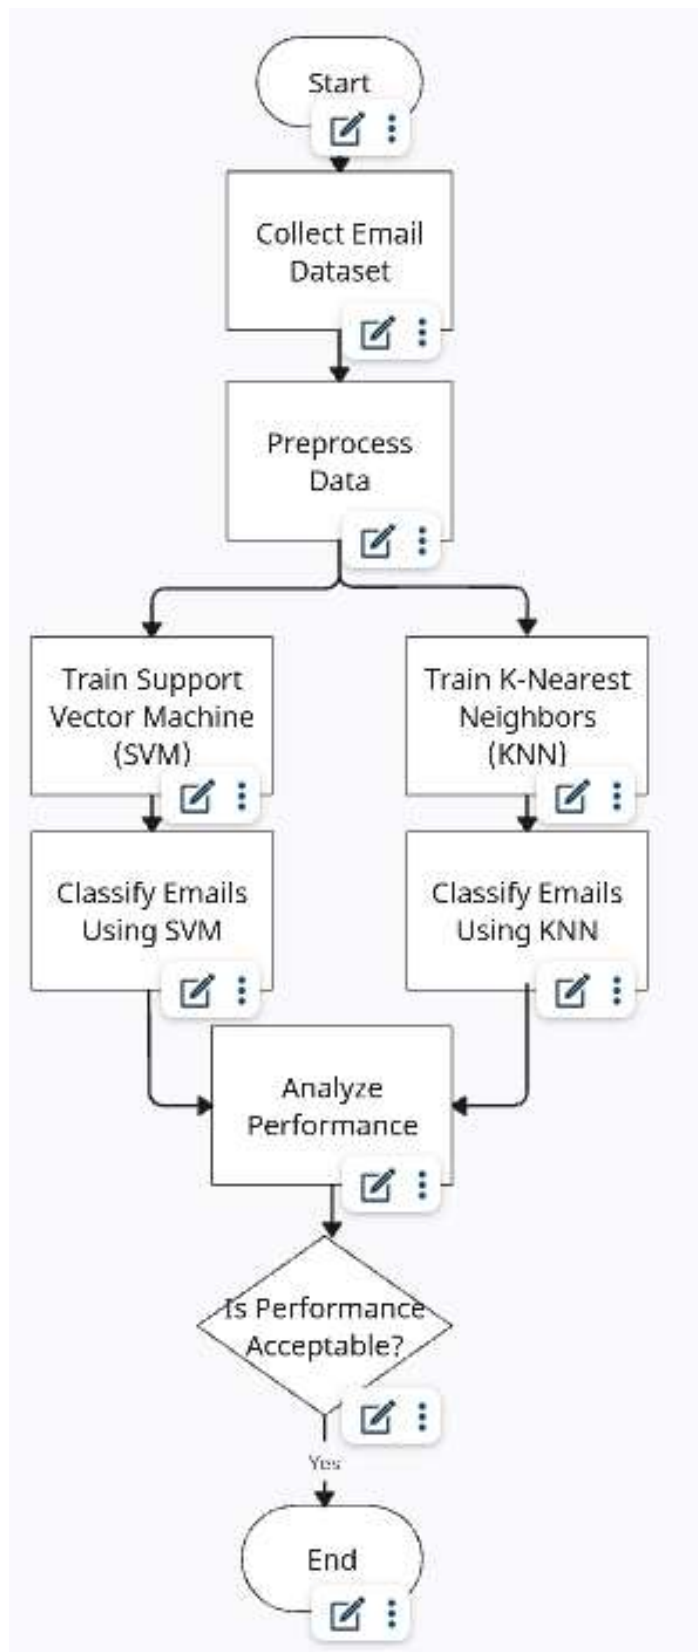 Start
Collect Email
Dataset
Preprocess
Data
Train Support
Vector Machine
(SVM)
Train K-Nearest
Neighbors
(KNN)
Classify Emails
Using SVM
Classify Emails
Using KNN
Analyze
Performance
Is Performance
Acceptable?
Yes
End